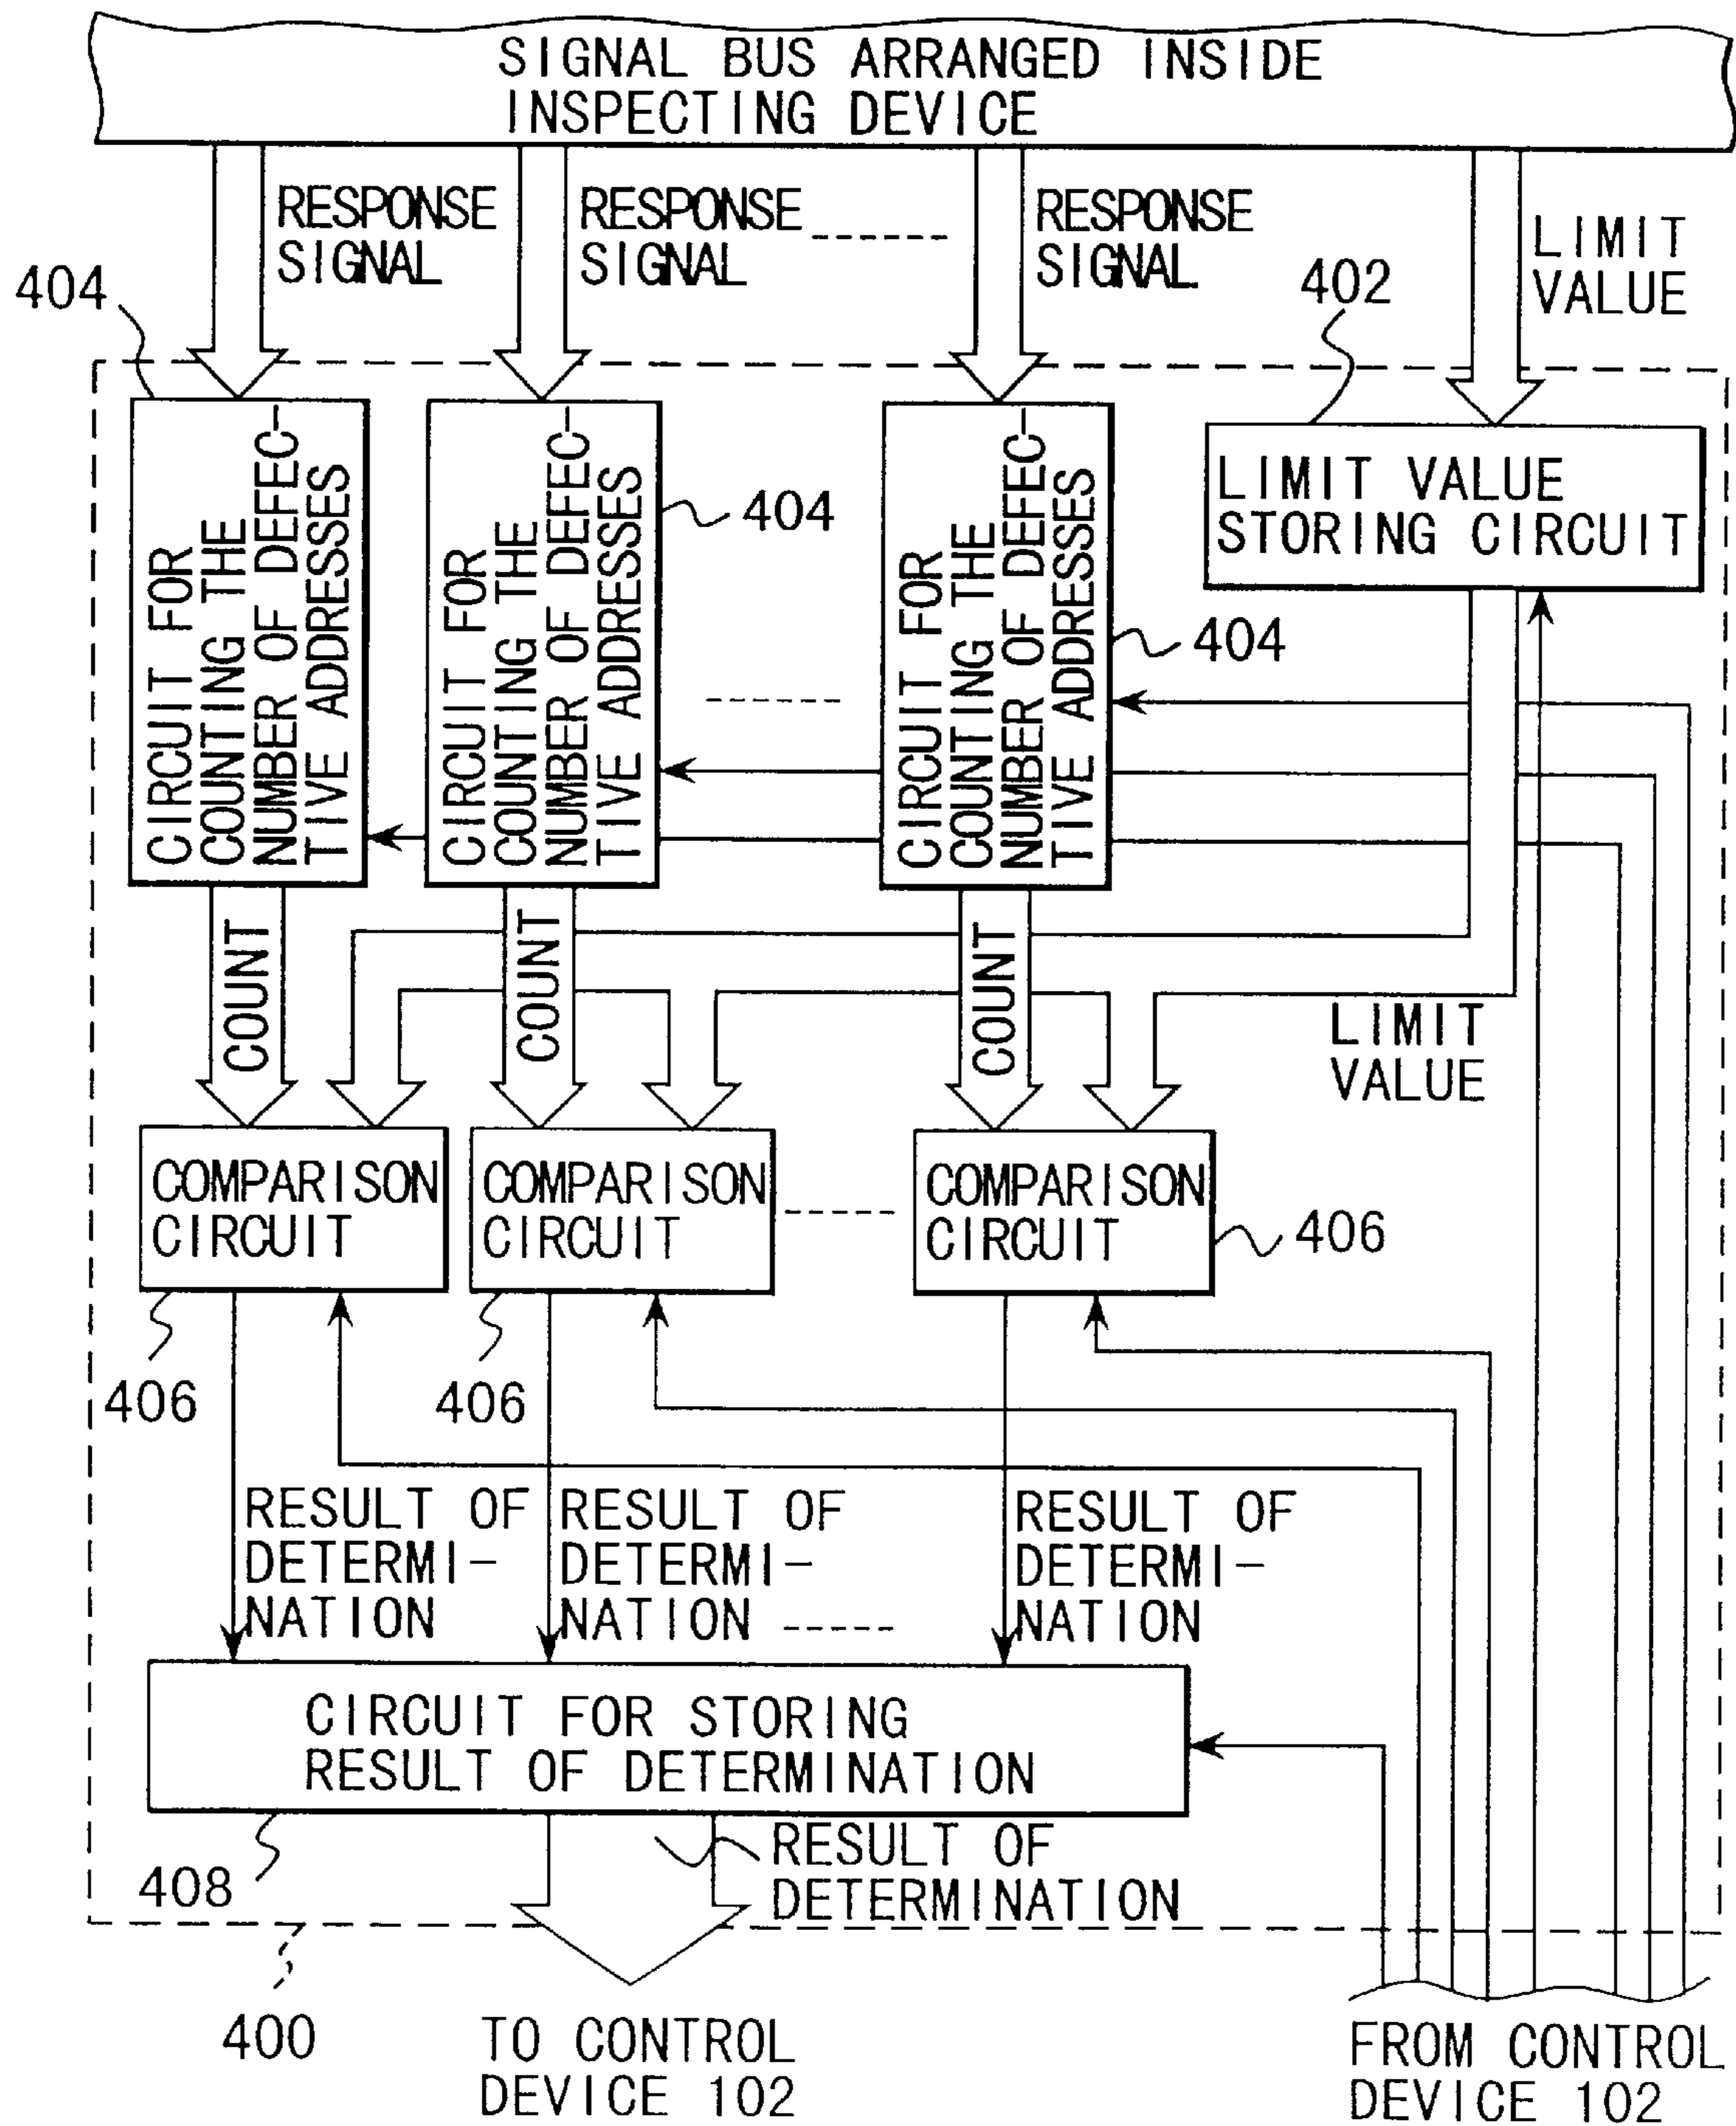 SIGNAL BUS ARRANGED INSIDE
INSPECTING DEVICE
RESPONSE
SIGNAL
RESPONSE
SIGNAL
RESPONSE
SIGNAL
LIMIT
VALUE
404
402
CIRCUIT FOR
COUNTING THE
NUMBER OF DEFEC-
TIVE ADDRESSES
CIRCUIT FOR
COUNTING THE
NUMBER OF DEFEC-
TIVE ADDRESSES
404
CIRCUIT FOR
COUNTING THE
NUMBER OF DEFEC-
TIVE ADDRESSES
404
LIMIT VALUE
STORING CIRCUIT
COUNT
COUNT
COUNT
LIMIT
VALUE
COMPARISON
CIRCUIT
COMPARISON
CIRCUIT
COMPARISON
CIRCUIT
406
406
406
RESULT OF
DETERMI-
NATION
RESULT OF
DETERMI-
NATION
RESULT OF
DETERMI-
NATION
CIRCUIT FOR STORING
RESULT OF DETERMINATION
408
RESULT OF
DETERMINATION
400
TO CONTROL
DEVICE 102
FROM CONTROL
DEVICE 102